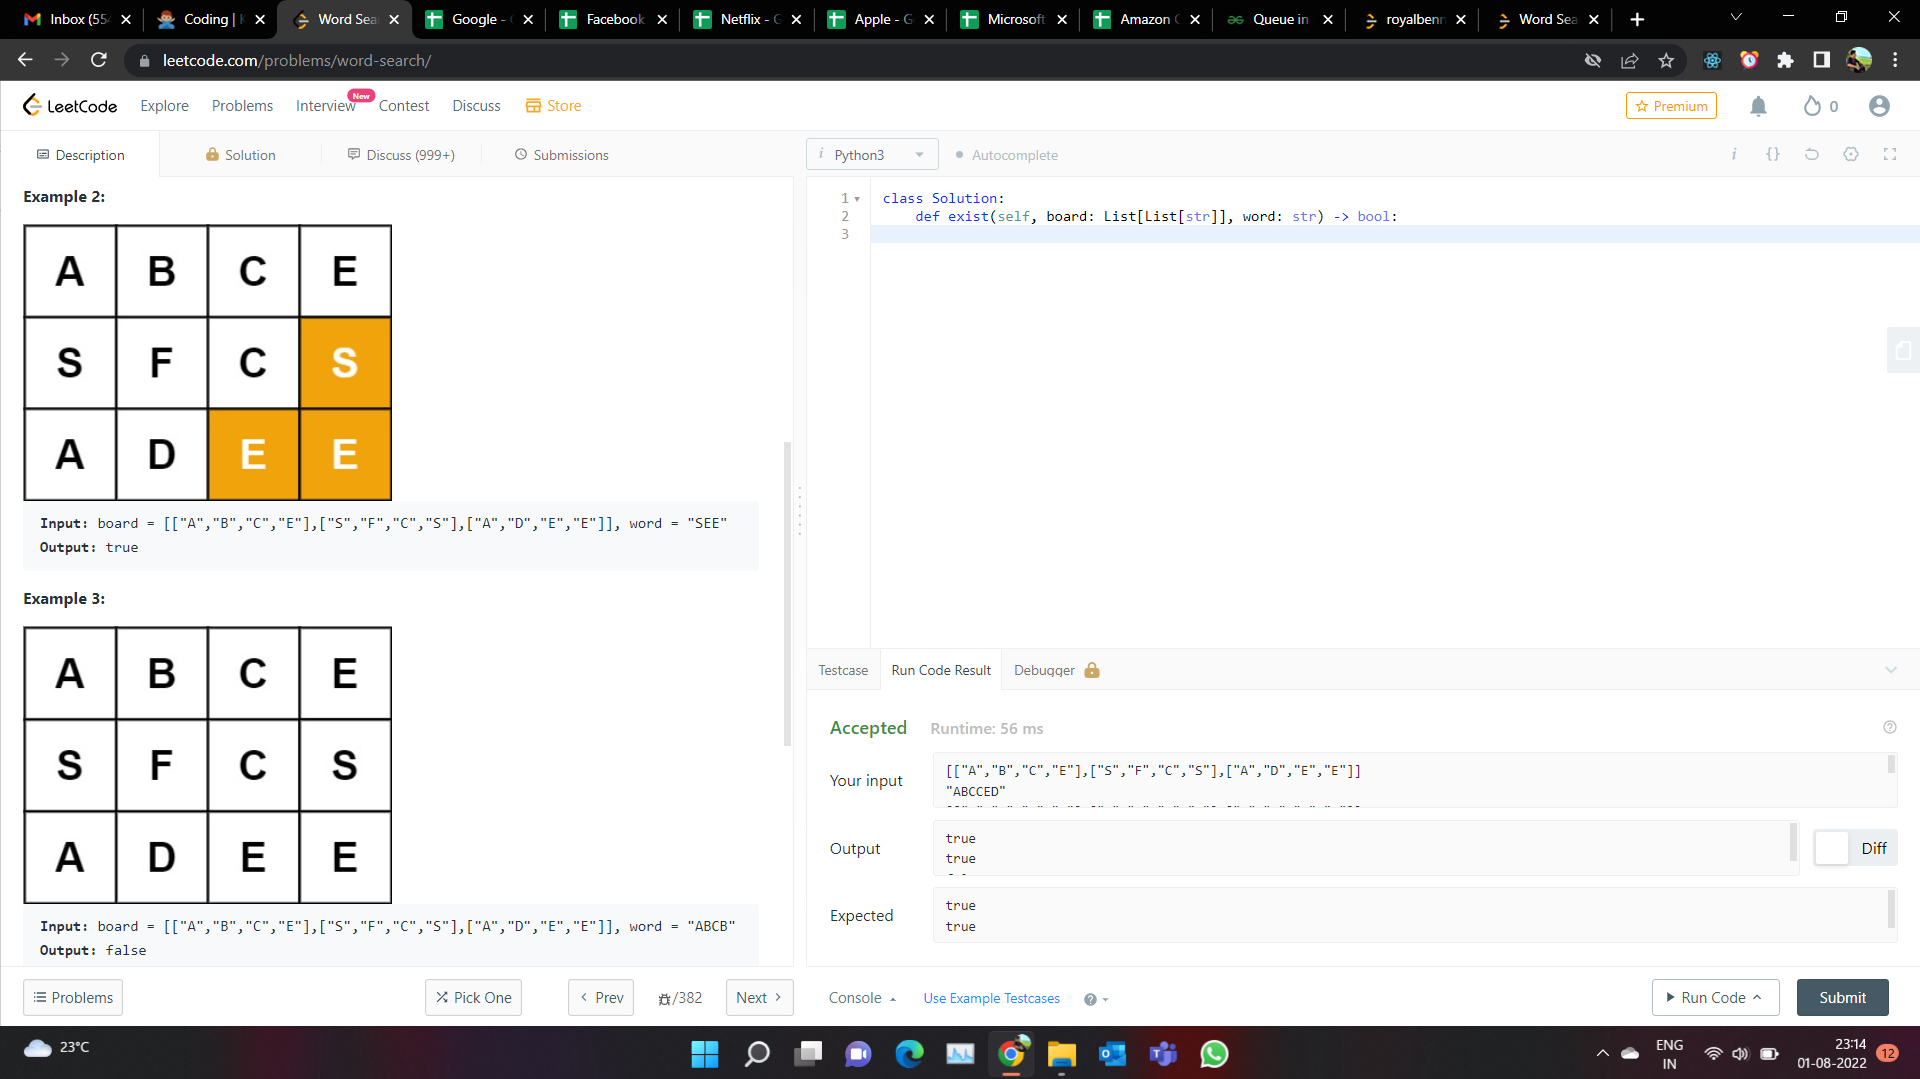 Inbox (55
Coding |
Word Sea
Google -
Facebook
Netflix - G
Apple - G
Microsoft
Amazon
Queue in
royalbenn
Word Sea
leetcode.com/problems/word-search/
LeetCode
Explore
Problems
Interview
New
Contest
Discuss
Store
Premium
0
Description
Solution
Discuss (999+)
Submissions
i Python3
Autocomplete
i {}
Example 2:
A B C E
S F C S
A D E E
Input: board = [["A","B","C","E"],["S","F","C","S"],["A","D","E","E"]], word = "SEE"
Output: true
Example 3:
A B C E
S F C S
A D E E
Input: board = [["A","B","C","E"],["S","F","C","S"],["A","D","E","E"]], word = "ABCB"
Output: false
1 class Solution:
2 def exist(self, board: List[List[str]], word: str) -> bool:
3
Testcase
Run Code Result
Debugger
Accepted
Runtime: 56 ms
Your input
[["A","B","C","E"],["S","F","C","S"],["A","D","E","E"]]
"ABCCED"
Output
true
true
Diff
Expected
true
true
Problems
Pick One
Prev
/382
Next
Console
Use Example Testcases
Run Code
Submit
23°C
ENG
IN
23:14
01-08-2022
12